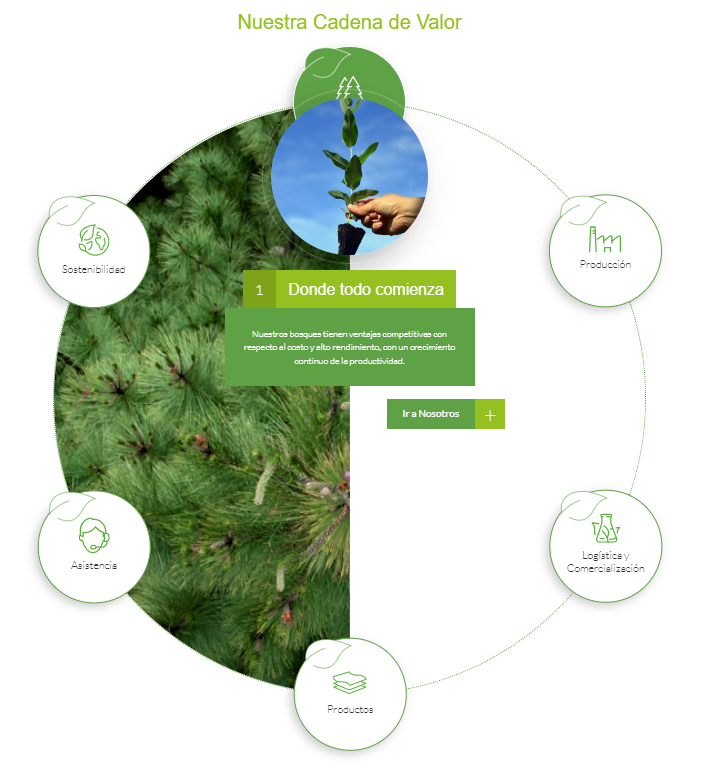 Nuestra Cadena de Valor
Sostenibilidad
Producción
1 Donde todo comienza
Nuestros bosques tienen ventajas competitivas con
respecto al costo y alto rendimiento, con un crecimiento
continuo de la productividad.
Ir a Nosotros +
Asistencia
Logística y
Comercialización
Productos